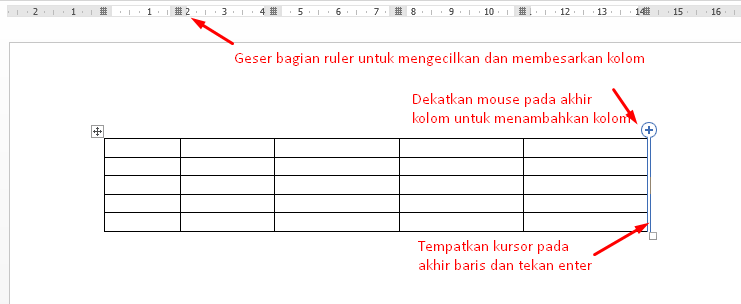 2 1 1 2 3 4 5 6 7 8 9 10 11 12 13 14 15 16
Geser bagian ruler untuk mengecilkan dan membesarkan kolom
Dekatkan mouse pada akhir
kolom untuk menambahkan kolom
Tempatkan kursor pada
akhir baris dan tekan enter